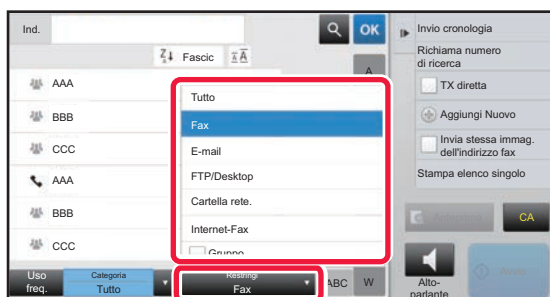 Ind.
OK
Fascic
A
AAA
BBB
CCC
AAA
BBB
CCC
Tutto
Fax
E-mail
FTP/Desktop
Cartella rete.
Internet-Fax
Gruppo
Uso
freq.
Categoria
Tutto
Restringi
Fax
ABC
W
Invio cronologia
Richiama numero
di ricerca
TX diretta
Aggiungi Nuovo
Invia stessa immag.
dell'indirizzo fax
Stampa elenco singolo
Anteprima
CA
Alto-
parlante
Avvio